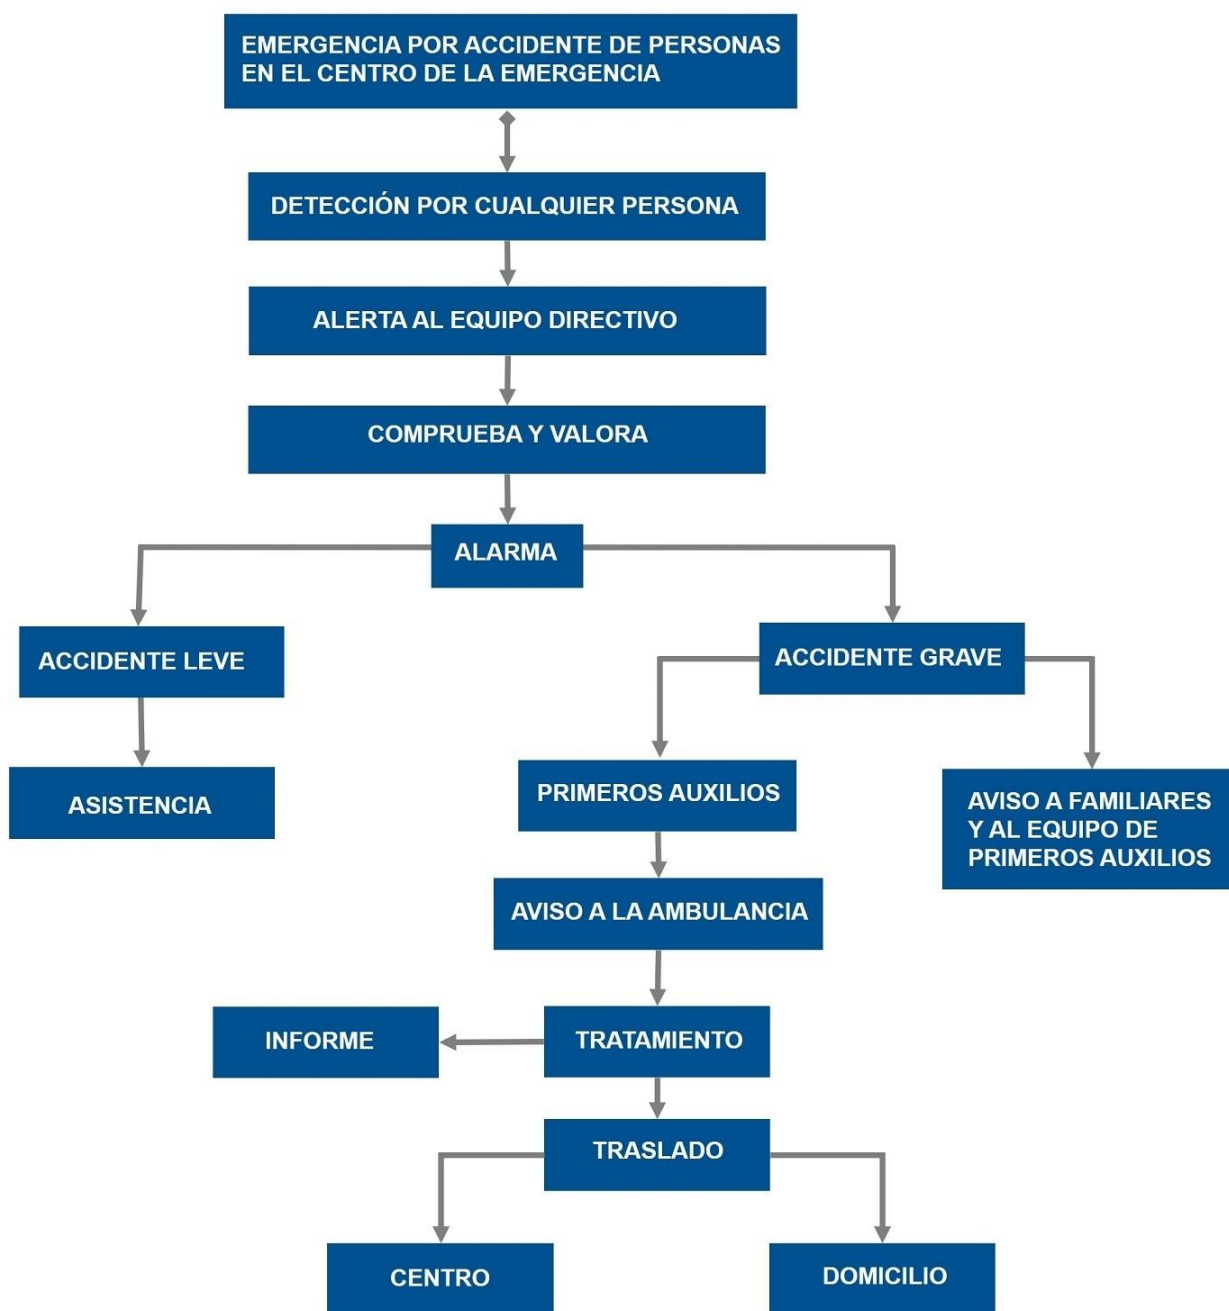 EMERGENCIA POR ACCIDENTE DE PERSONAS
EN EL CENTRO DE LA EMERGENCIA
DETECCIÓN POR CUALQUIER PERSONA
ALERTA AL EQUIPO DIRECTIVO
COMPRUEBA Y VALORA
ALARMA
ACCIDENTE LEVE
ACCIDENTE GRAVE
ASISTENCIA
PRIMEROS AUXILIOS
AVISO A FAMILIARES
Y AL EQUIPO DE
PRIMEROS AUXILIOS
AVISO A LA AMBULANCIA
INFORME
TRATAMIENTO
TRASLADO
CENTRO
DOMICILIO